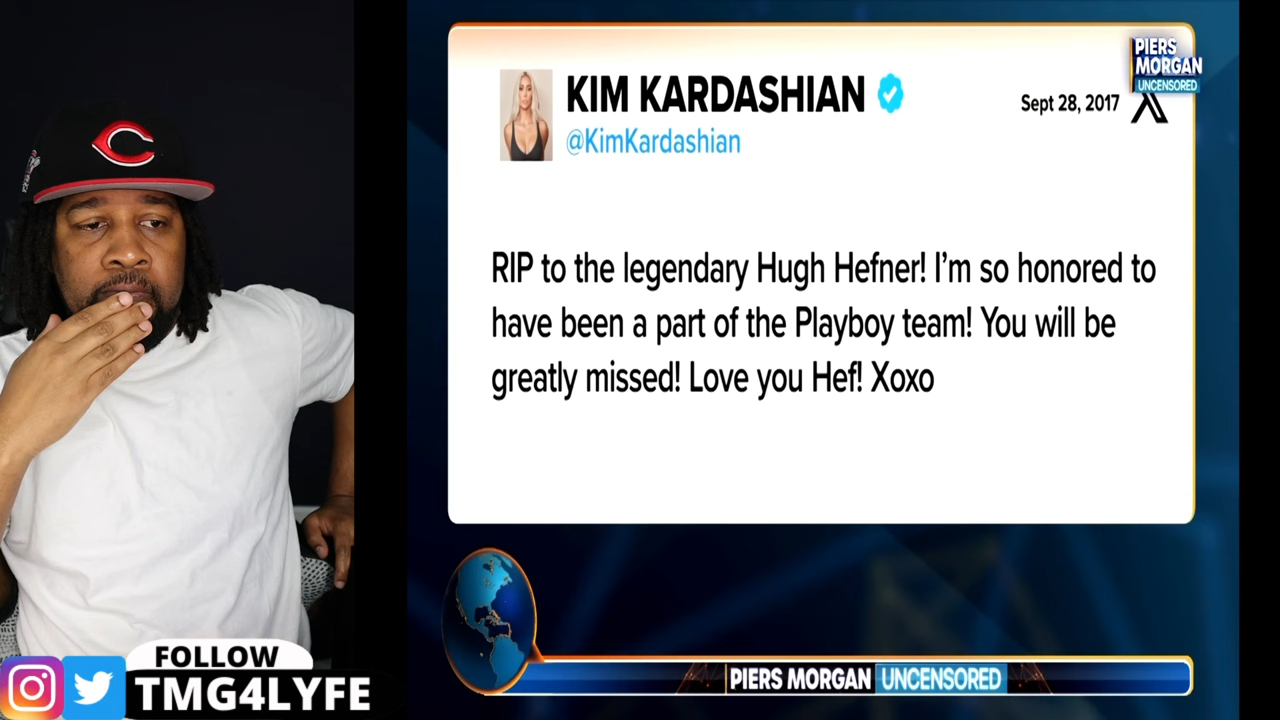 PIERS
MORGAN
UNCENSORED
KIM KARDASHIAN
@KimKardashian
Sept 28, 2017
RIP to the legendary Hugh Hefner! I'm so honored to
have been a part of the Playboy team! You will be
greatly missed! Love you Hef! Xoxo
PIERS MORGAN UNCENSORED
FOLLOW
TMG4LYFE